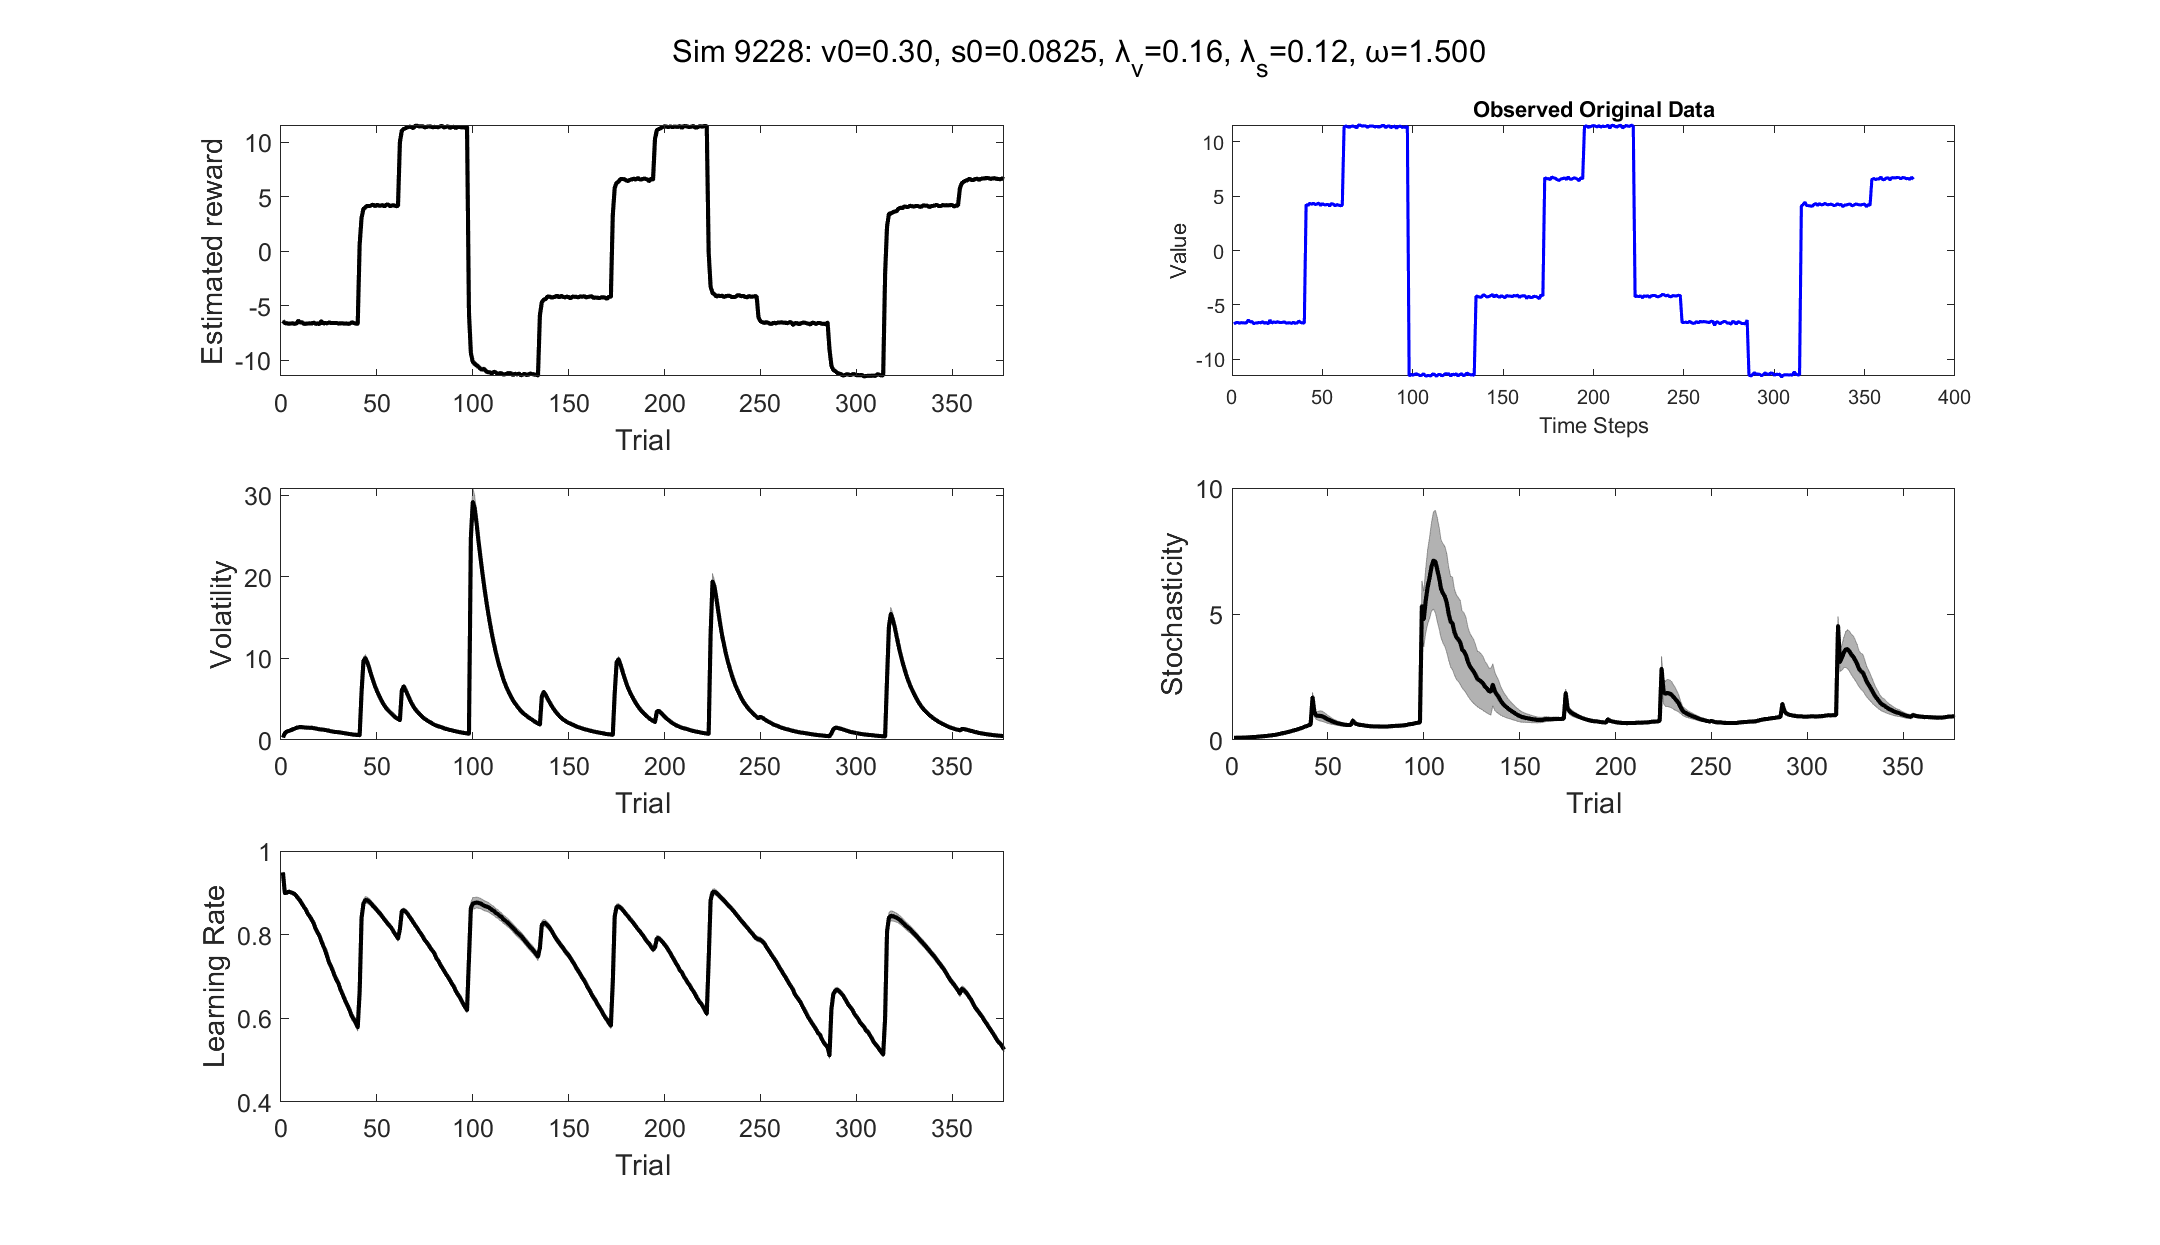 Sim 9228: v0=0.30, s0=0.0825, λv=0.16, λs=0.12, ω=1.500
Estimated reward
10
5
0
-5
-10
0 50 100 150 200 250 300 350
Trial
Observed Original Data
Value
10
5
0
-5
-10
0 50 100 150 200 250 300 350 400
Time Steps
Volatility
30
20
10
0
0 50 100 150 200 250 300 350
Trial
Stochasticity
10
5
0
0 50 100 150 200 250 300 350
Trial
Learning Rate
1
0.8
0.6
0.4
0 50 100 150 200 250 300 350
Trial